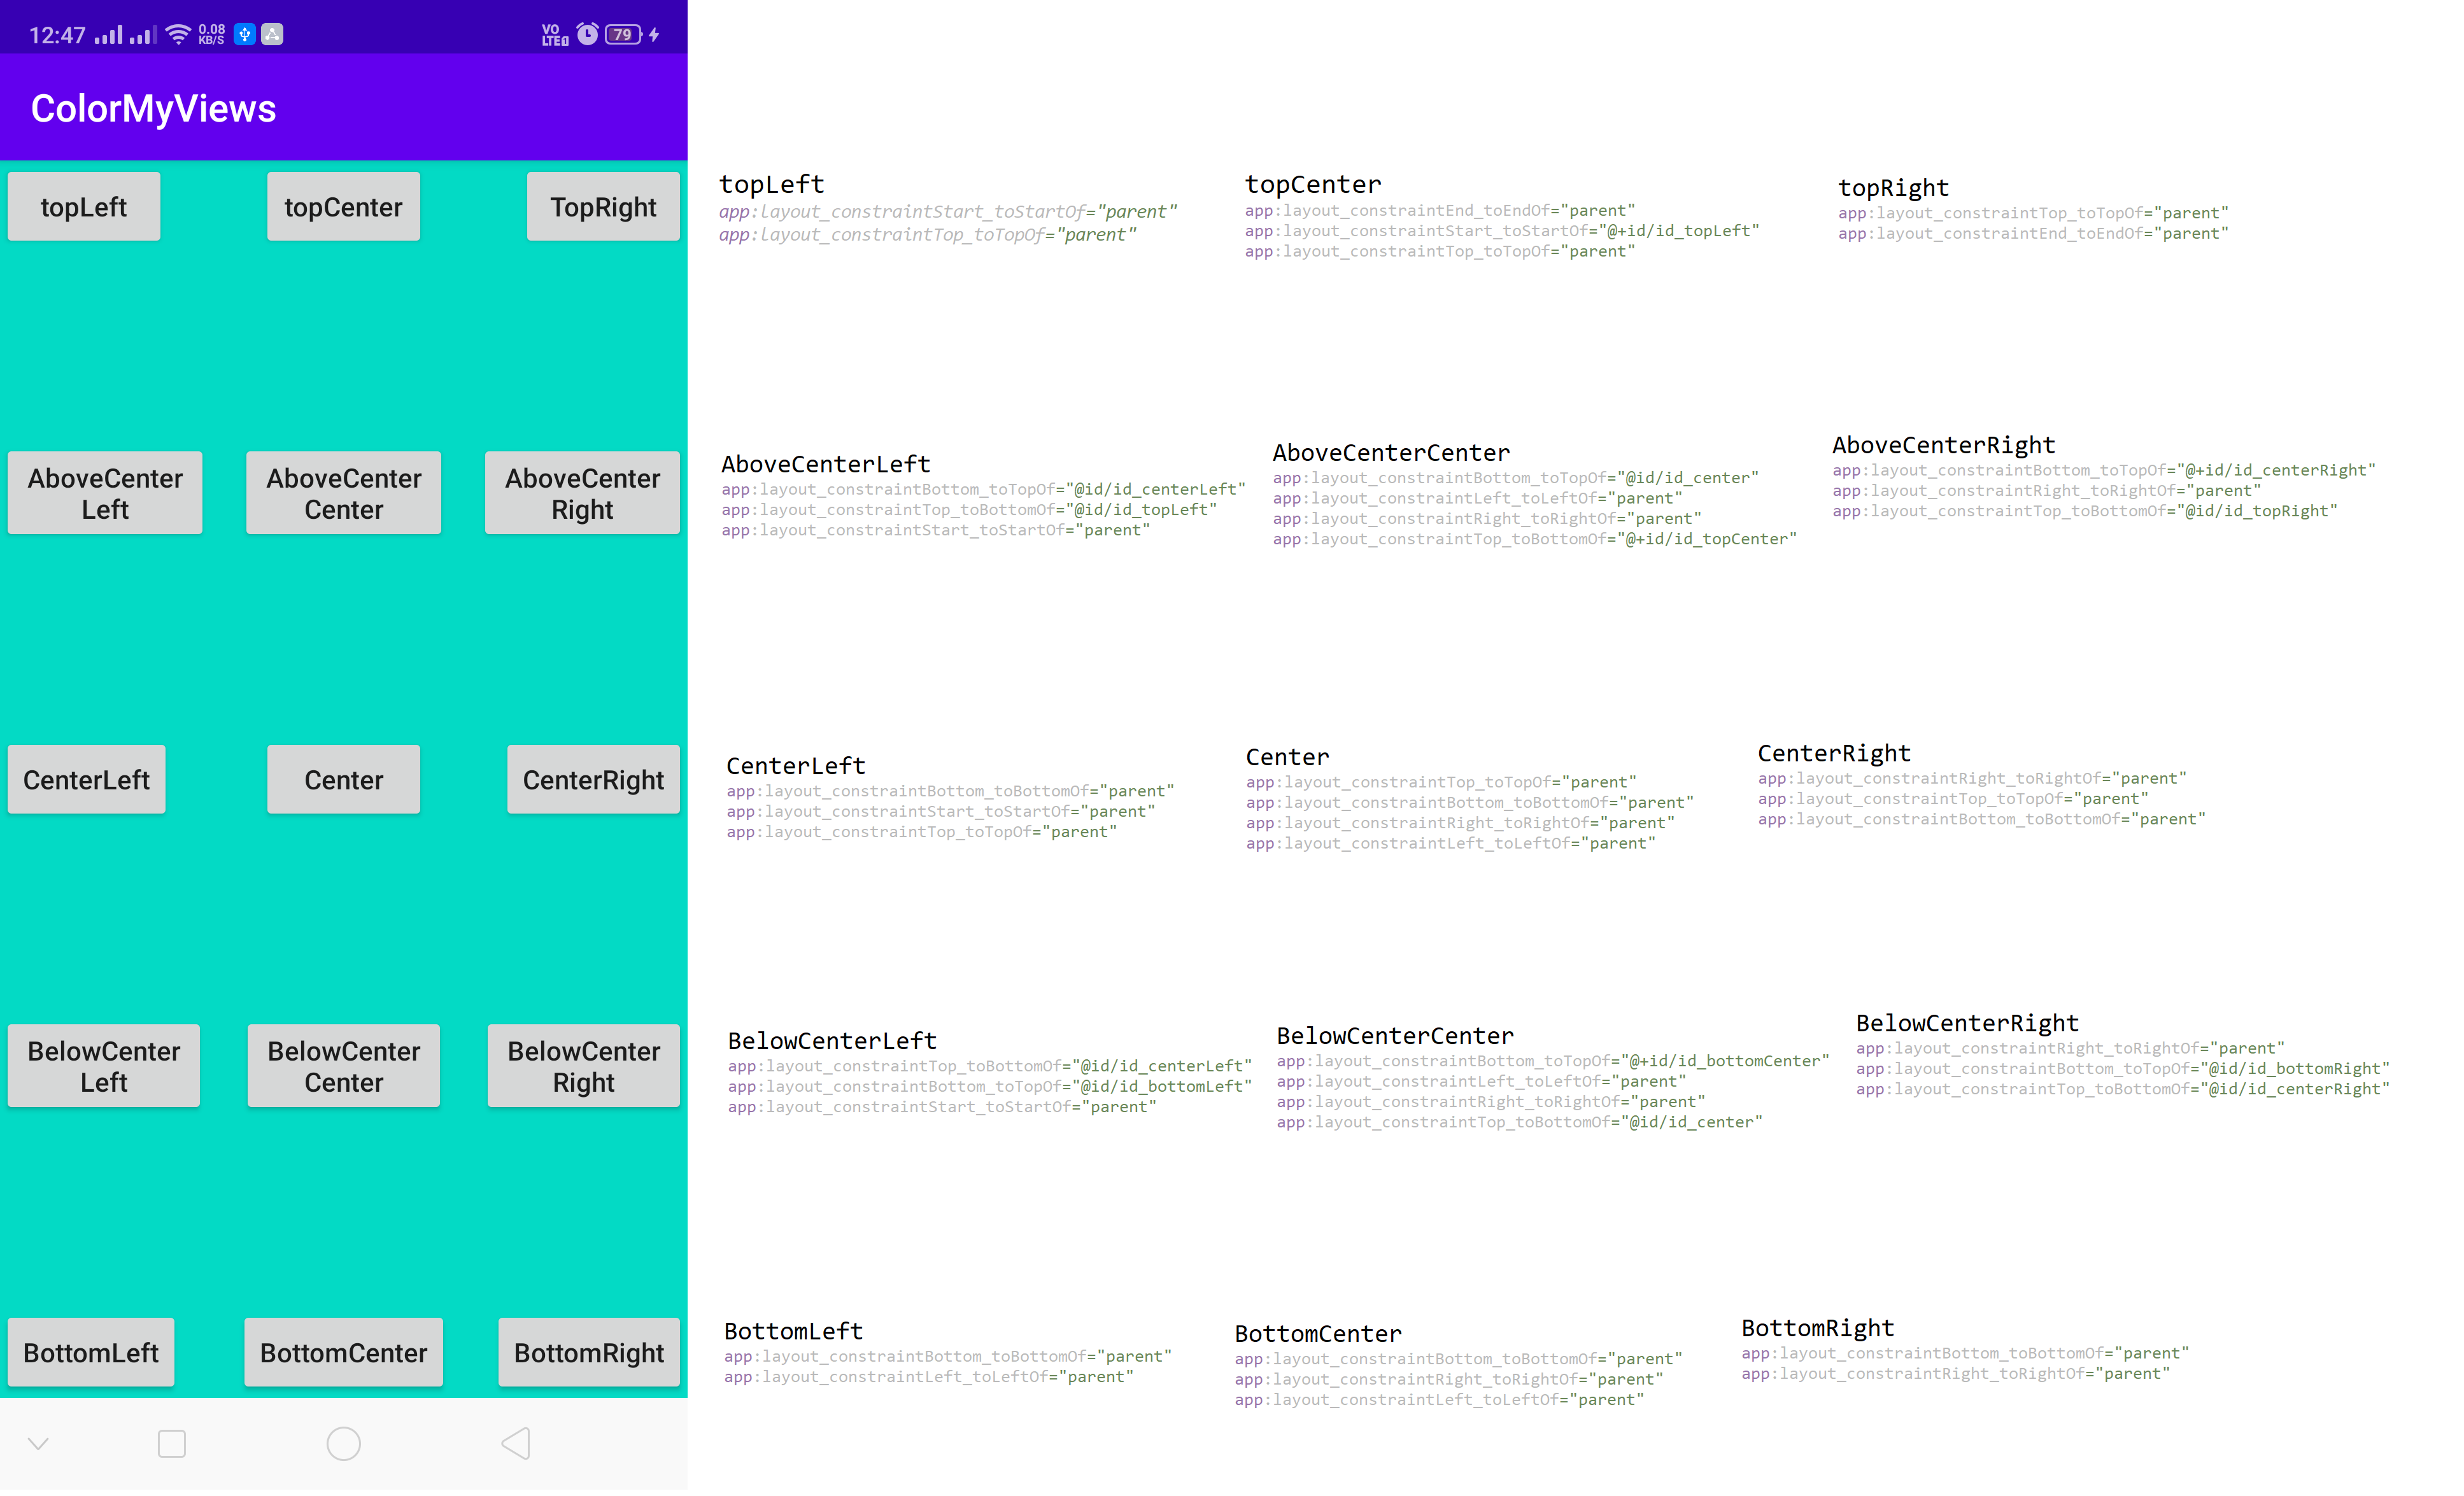 12:47 0.08 KB/S VO LTE1 79
ColorMyViews
topLeft
topCenter
TopRight
AboveCenter
Left
AboveCenter
Center
AboveCenter
Right
CenterLeft
Center
CenterRight
BelowCenter
Left
BelowCenter
Center
BelowCenter
Right
BottomLeft
BottomCenter
BottomRight
topLeft
app:layout_constraintStart_toStartOf="parent"
app:layout_constraintTop_toTopOf="parent"
topCenter
app:layout_constraintEnd_toEndOf="parent"
app:layout_constraintStart_toStartOf="@+id/id_topLeft"
app:layout_constraintTop_toTopOf="parent"
topRight
app:layout_constraintTop_toTopOf="parent"
app:layout_constraintEnd_toEndOf="parent"
AboveCenterLeft
app:layout_constraintBottom_toTopOf="@id/id_centerLeft"
app:layout_constraintTop_toBottomOf="@id/id_topLeft"
app:layout_constraintStart_toStartOf="parent"
AboveCenterCenter
app:layout_constraintBottom_toTopOf="@id/id_center"
app:layout_constraintLeft_toLeftOf="parent"
app:layout_constraintRight_toRightOf="parent"
app:layout_constraintTop_toBottomOf="@+id/id_topCenter"
AboveCenterRight
app:layout_constraintBottom_toTopOf="@+id/id_centerRight"
app:layout_constraintRight_toRightOf="parent"
app:layout_constraintTop_toBottomOf="@id/id_topRight"
CenterLeft
app:layout_constraintBottom_toBottomOf="parent"
app:layout_constraintStart_toStartOf="parent"
app:layout_constraintTop_toTopOf="parent"
Center
app:layout_constraintTop_toTopOf="parent"
app:layout_constraintBottom_toBottomOf="parent"
app:layout_constraintRight_toRightOf="parent"
app:layout_constraintLeft_toLeftOf="parent"
CenterRight
app:layout_constraintRight_toRightOf="parent"
app:layout_constraintTop_toTopOf="parent"
app:layout_constraintBottom_toBottomOf="parent"
BelowCenterLeft
app:layout_constraintTop_toBottomOf="@id/id_centerLeft"
app:layout_constraintBottom_toTopOf="@id/id_bottomLeft"
app:layout_constraintStart_toStartOf="parent"
BelowCenterCenter
app:layout_constraintBottom_toTopOf="@+id/id_bottomCenter"
app:layout_constraintLeft_toLeftOf="parent"
app:layout_constraintRight_toRightOf="parent"
app:layout_constraintTop_toBottomOf="@id/id_center"
BelowCenterRight
app:layout_constraintRight_toRightOf="parent"
app:layout_constraintBottom_toTopOf="@id/id_bottomRight"
app:layout_constraintTop_toBottomOf="@id/id_centerRight"
BottomLeft
app:layout_constraintBottom_toBottomOf="parent"
app:layout_constraintLeft_toLeftOf="parent"
BottomCenter
app:layout_constraintBottom_toBottomOf="parent"
app:layout_constraintRight_toRightOf="parent"
app:layout_constraintLeft_toLeftOf="parent"
BottomRight
app:layout_constraintBottom_toBottomOf="parent"
app:layout_constraintRight_toRightOf="parent"